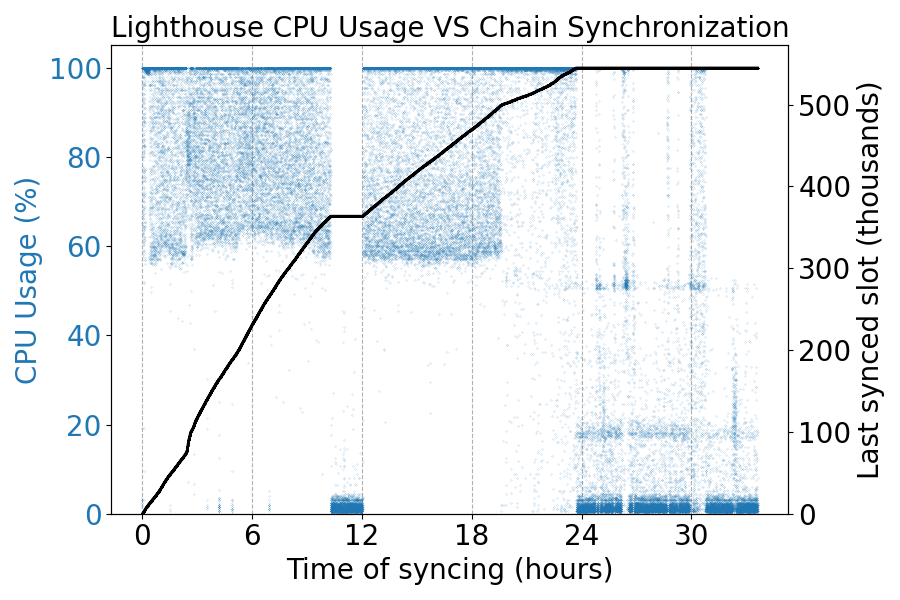 Lighthouse CPU Usage VS Chain Synchronization
CPU Usage (%)
100
80
60
40
20
0
0 6 12 18 24 30
Time of syncing (hours)
500
400
300
200
100
0
Last synced slot (thousands)